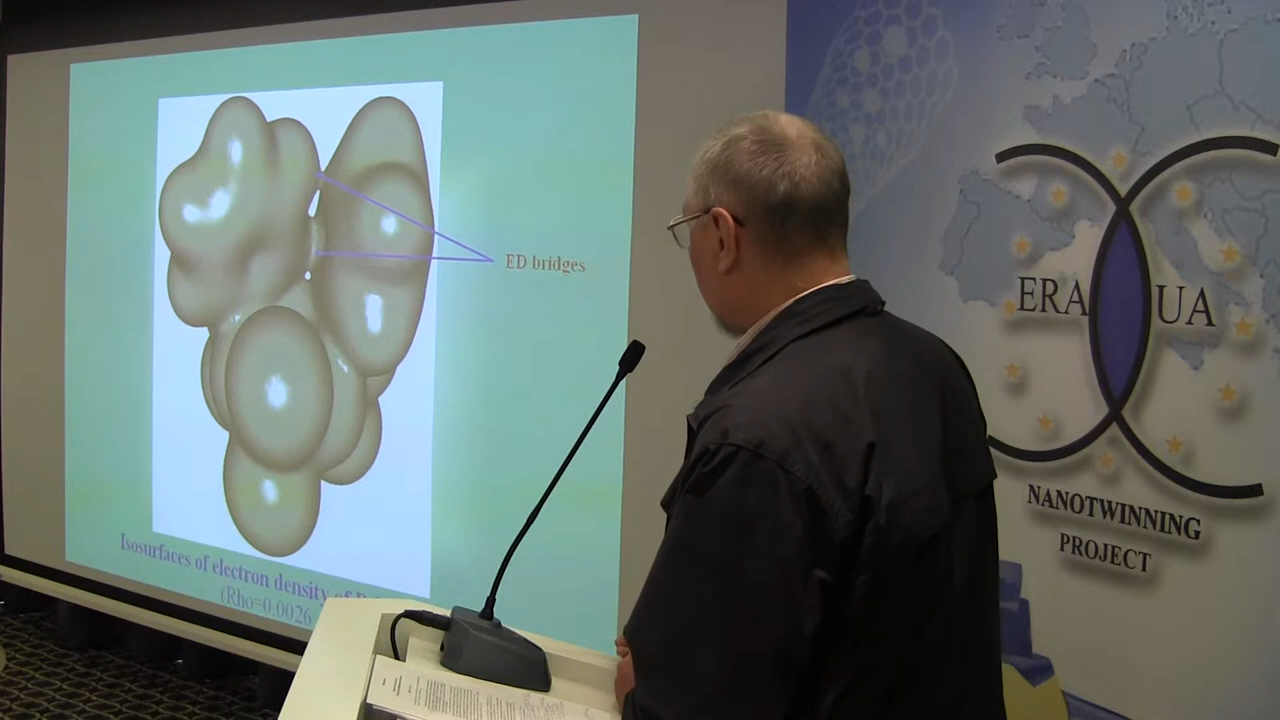 ED bridges
Isosurfaces of electron density of
(Rho=0.0026
ERA UA
NANOTWINNING
PROJECT